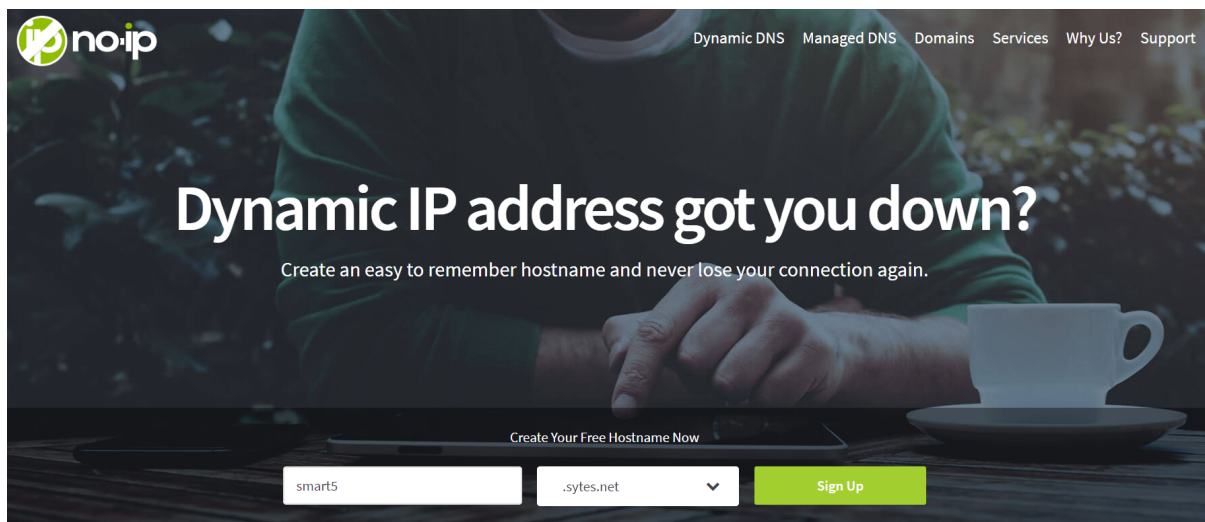 no·ip
Dynamic DNS Managed DNS Domains Services Why Us? Support
Dynamic IP address got you down?
Create an easy to remember hostname and never lose your connection again.
Create Your Free Hostname Now
smart5 .sytes.net Sign Up